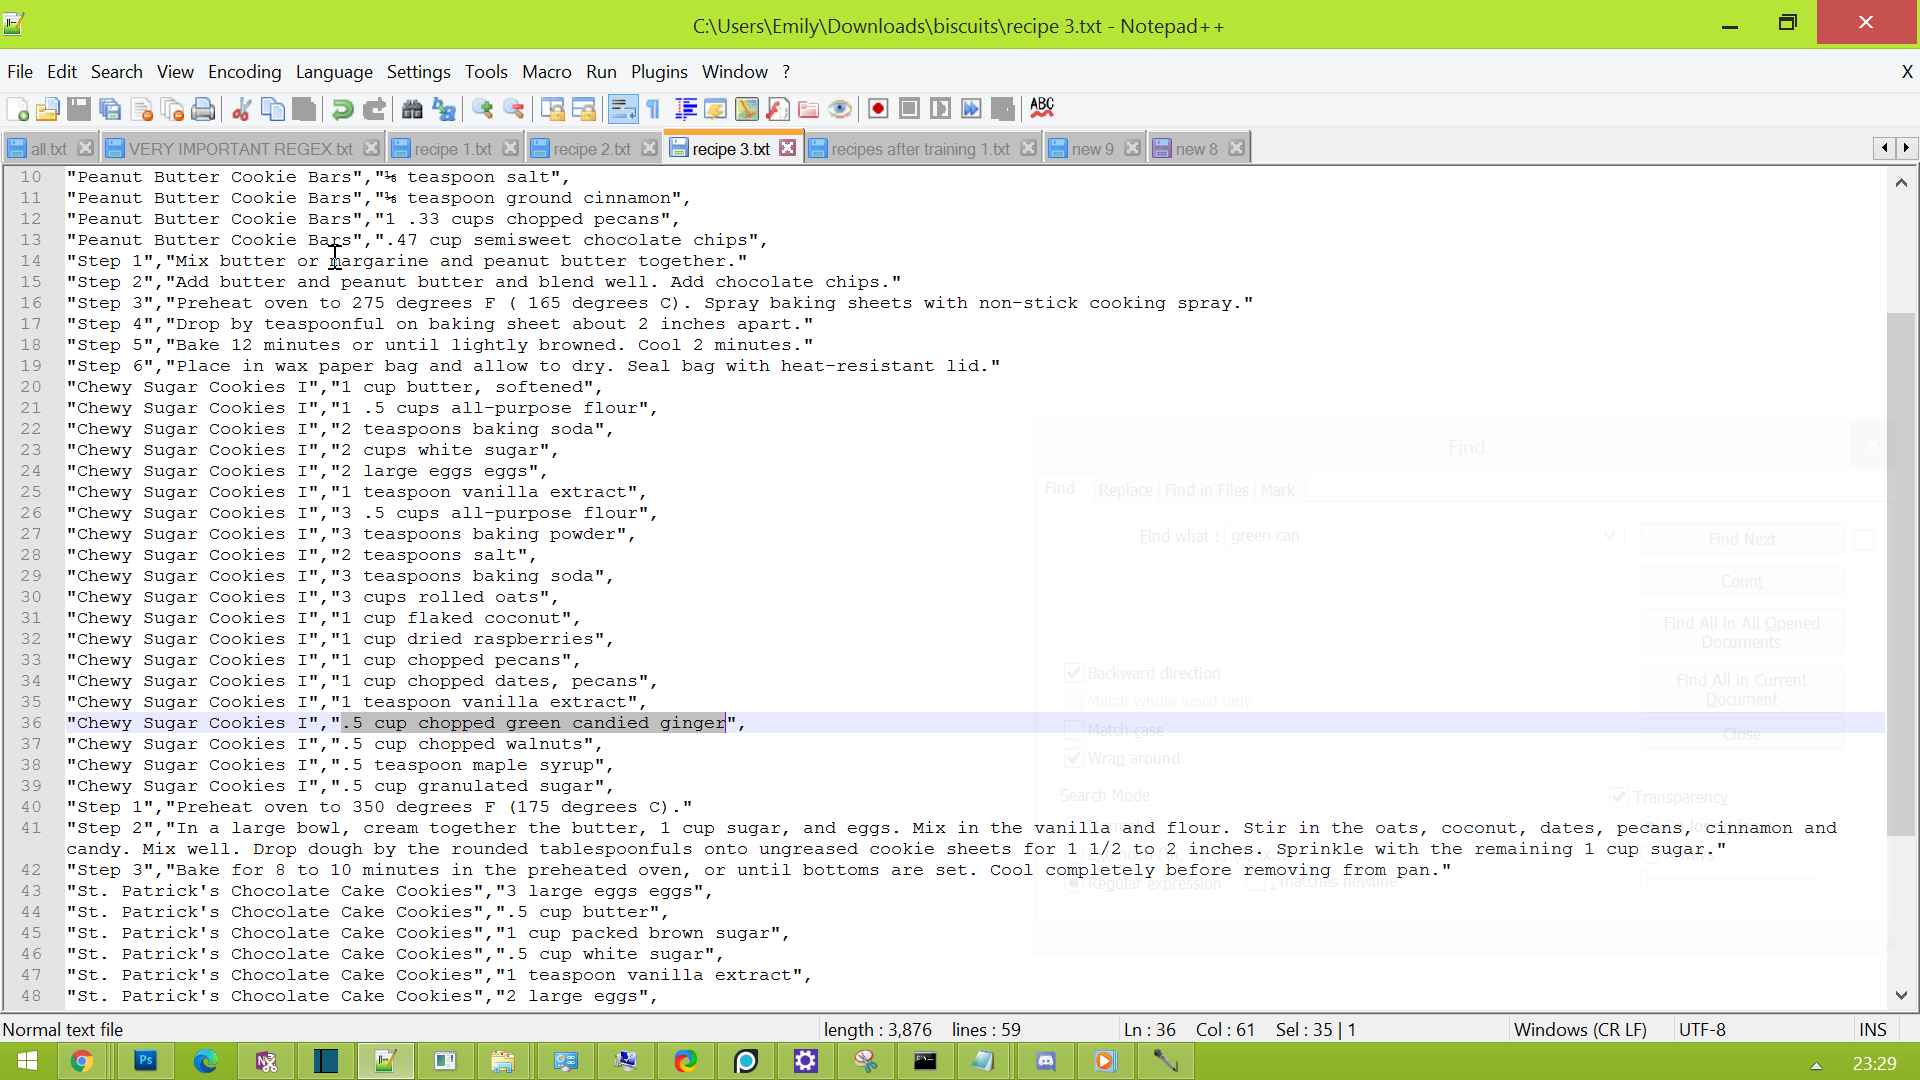 C:\Users\Emily\Downloads\biscuits\recipe 3.txt - Notepad++
File Edit Search View Encoding Language Settings Tools Macro Run Plugins Window ? X
ABC
all.txt VERY IMPORTANT REGEX.txt recipe 1.txt recipe 2.txt recipe 3.txt recipes after training 1.txt new 9 new 8
10 "Peanut Butter Cookie Bars","⅛ teaspoon salt",
11 "Peanut Butter Cookie Bars","⅛ teaspoon ground cinnamon",
12 "Peanut Butter Cookie Bars","1 .33 cups chopped pecans",
13 "Peanut Butter Cookie Bars",".47 cup semisweet chocolate chips",
14 "Step 1","Mix butter or margarine and peanut butter together."
15 "Step 2","Add butter and peanut butter and blend well. Add chocolate chips."
16 "Step 3","Preheat oven to 275 degrees F ( 165 degrees C). Spray baking sheets with non-stick cooking spray."
17 "Step 4","Drop by teaspoonful on baking sheet about 2 inches apart."
18 "Step 5","Bake 12 minutes or until lightly browned. Cool 2 minutes."
19 "Step 6","Place in wax paper bag and allow to dry. Seal bag with heat-resistant lid."
20 "Chewy Sugar Cookies I","1 cup butter, softened",
21 "Chewy Sugar Cookies I","1 .5 cups all-purpose flour",
22 "Chewy Sugar Cookies I","2 teaspoons baking soda",
23 "Chewy Sugar Cookies I","2 cups white sugar",
24 "Chewy Sugar Cookies I","2 large eggs eggs",
25 "Chewy Sugar Cookies I","1 teaspoon vanilla extract",
26 "Chewy Sugar Cookies I","3 .5 cups all-purpose flour",
27 "Chewy Sugar Cookies I","3 teaspoons baking powder",
28 "Chewy Sugar Cookies I","2 teaspoons salt",
29 "Chewy Sugar Cookies I","3 teaspoons baking soda",
30 "Chewy Sugar Cookies I","3 cups rolled oats",
31 "Chewy Sugar Cookies I","1 cup flaked coconut",
32 "Chewy Sugar Cookies I","1 cup dried raspberries",
33 "Chewy Sugar Cookies I","1 cup chopped pecans",
34 "Chewy Sugar Cookies I","1 cup chopped dates, pecans",
35 "Chewy Sugar Cookies I","1 teaspoon vanilla extract",
36 "Chewy Sugar Cookies I",".5 cup chopped green candied ginger",
37 "Chewy Sugar Cookies I",".5 cup chopped walnuts",
38 "Chewy Sugar Cookies I",".5 teaspoon maple syrup",
39 "Chewy Sugar Cookies I",".5 cup granulated sugar",
40 "Step 1","Preheat oven to 350 degrees F (175 degrees C)."
41 "Step 2","In a large bowl, cream together the butter, 1 cup sugar, and eggs. Mix in the vanilla and flour. Stir in the oats, coconut, dates, pecans, cinnamon and
candy. Mix well. Drop dough by the rounded tablespoonfuls onto ungreased cookie sheets for 1 1/2 to 2 inches. Sprinkle with the remaining 1 cup sugar."
42 "Step 3","Bake for 8 to 10 minutes in the preheated oven, or until bottoms are set. Cool completely before removing from pan."
43 "St. Patrick's Chocolate Cake Cookies","3 large eggs eggs",
44 "St. Patrick's Chocolate Cake Cookies",".5 cup butter",
45 "St. Patrick's Chocolate Cake Cookies","1 cup packed brown sugar",
46 "St. Patrick's Chocolate Cake Cookies",".5 cup white sugar",
47 "St. Patrick's Chocolate Cake Cookies","1 teaspoon vanilla extract",
48 "St. Patrick's Chocolate Cake Cookies","2 large eggs",
Find
Find Replace Find in Files Mark
Find what : green can
Find Next
Count
Find All in All Opened
Documents
Find All in Current
Document
Close
Backward direction
Match whole word only
Match case
Wrap around
Search Mode
Transparency
Regular expression . matches newline
Normal text file length : 3,876 lines : 59 Ln : 36 Col : 61 Sel : 35 | 1 Windows (CR LF) UTF-8 INS
Ps
23:29